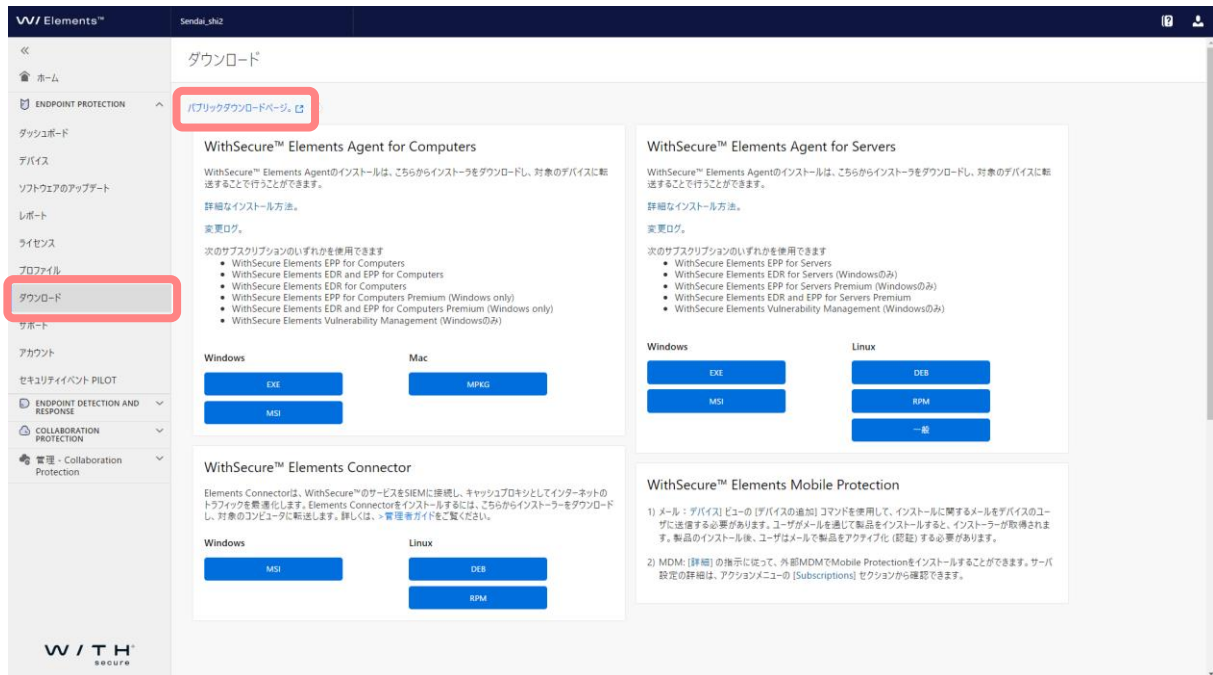 W/ Elements™
Sendai_shi2
ホーム
ENDPOINT PROTECTION
ダッシュボード
デバイス
ソフトウェアのアップデート
レポート
ライセンス
プロファイル
ダウンロード
サポート
アカウント
セキュリティイベント PILOT
ENDPOINT DETECTION AND
RESPONSE
COLLABORATION
PROTECTION
管理 - Collaboration
Protection
W/TH
secure
ダウンロード
パブリックダウンロードページ。
WithSecure™ Elements Agent for Computers
WithSecure™ Elements Agentのインストールは、こちらからインストーラをダウンロードし、対象のデバイスに転
送することで行うことができます。
詳細なインストール方法。
変更ログ。
次のサブスクリプションのいずれかを使用できます
• WithSecure Elements EPP for Computers
• WithSecure Elements EDR and EPP for Computers
• WithSecure Elements EDR for Computers
• WithSecure Elements EPP for Computers Premium (Windows only)
• WithSecure Elements EDR and EPP for Computers Premium (Windows only)
• WithSecure Elements Vulnerability Management (Windowsのみ)
Windows
EXE
MSI
Mac
MPKG
WithSecure™ Elements Agent for Servers
WithSecure™ Elements Agentのインストールは、こちらからインストーラをダウンロードし、対象のデバイスに転
送することで行うことができます。
詳細なインストール方法。
変更ログ。
次のサブスクリプションのいずれかを使用できます
• WithSecure Elements EPP for Servers
• WithSecure Elements EDR for Servers (Windowsのみ)
• WithSecure Elements EPP for Servers Premium (Windowsのみ)
• WithSecure Elements EDR and EPP for Servers Premium
• WithSecure Elements Vulnerability Management (Windowsのみ)
Windows
EXE
MSI
Linux
DEB
RPM
一般
WithSecure™ Elements Connector
Elements Connectorは、WithSecure™のサービスをSIEMに接続し、キャッシュプロキシとしてインターネットの
トラフィックを最適化します。Elements Connectorをインストールするには、こちらからインストーラーをダウンロード
し、対象のコンピュータに転送します。詳しくは、>管理者ガイドをご覧ください。
Windows
MSI
Linux
DEB
RPM
WithSecure™ Elements Mobile Protection
1) メール：デバイス] ビューの [デバイスの追加] コマンドを使用して、インストールに関するメールをデバイスのユー
ザに送信する必要があります。ユーザがメールを通じて製品をインストールすると、インストーラーが取得されま
す。製品のインストール後、ユーザはメールで製品をアクティブ化 (認証) する必要があります。
2) MDM: [詳細] の指示に従って、外部MDMでMobile Protectionをインストールすることができます。サーバ
設定の詳細は、アクションメニューの [Subscriptions] セクションから確認できます。